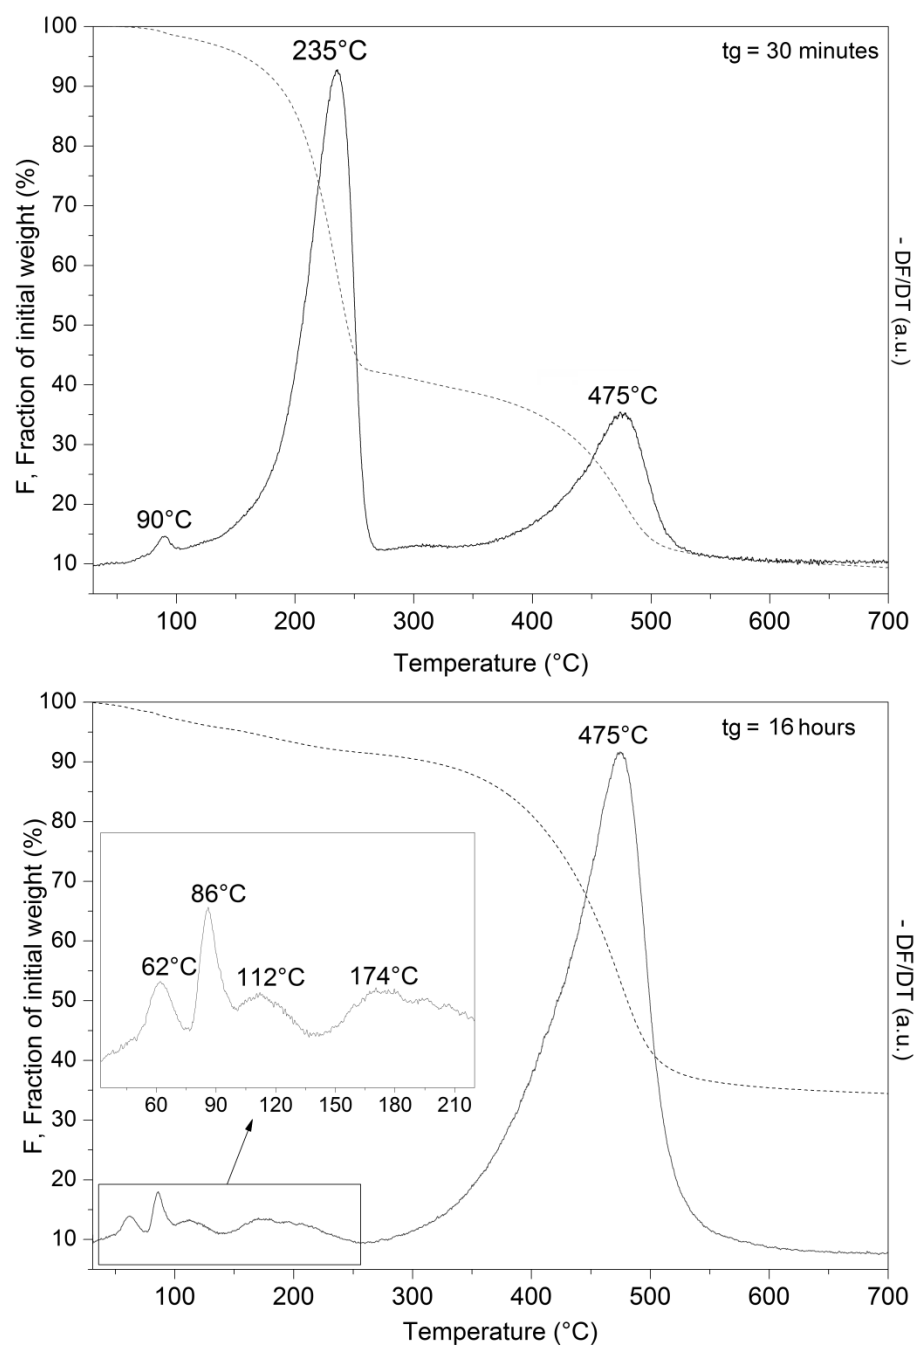 100
90
80
70
60
50
40
30
20
10
F, Fraction of initial weight (%)
235°C
tg = 30 minutes
475°C
90°C
- DF/DT (a.u.)
100 200 300 400 500 600 700
Temperature (°C)
100
90
80
70
60
50
40
30
20
10
F, Fraction of initial weight (%)
475°C
tg = 16 hours
86°C
62°C
112°C
174°C
60 90 120 150 180 210
- DF/DT (a.u.)
100 200 300 400 500 600 700
Temperature (°C)